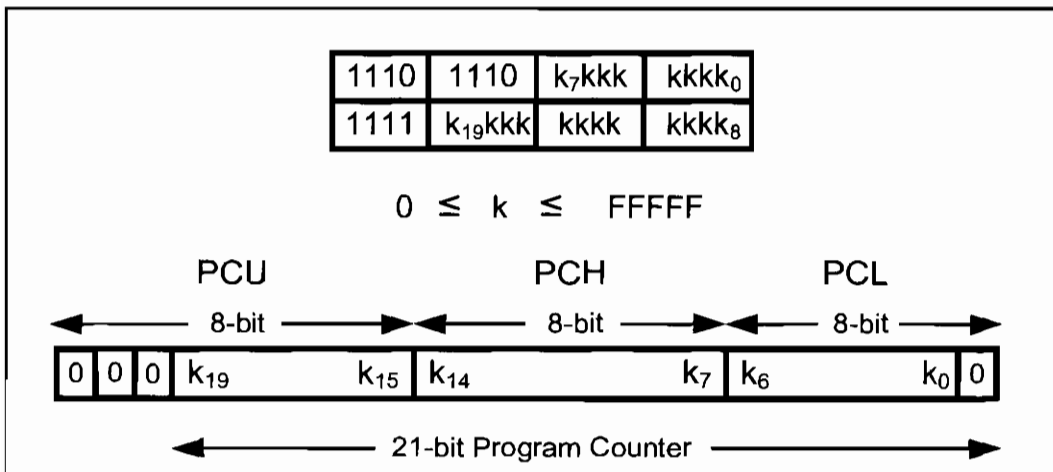 1110 1110 k₇kkk kkkk₀
1111 k₁₉kkk kkkk kkkk₈
0 ≤ k ≤ FFFFF
PCU PCH PCL
8-bit 8-bit 8-bit
0 0 0 k₁₉ k₁₅ k₁₄ k₇ k₆ k₀ 0
21-bit Program Counter